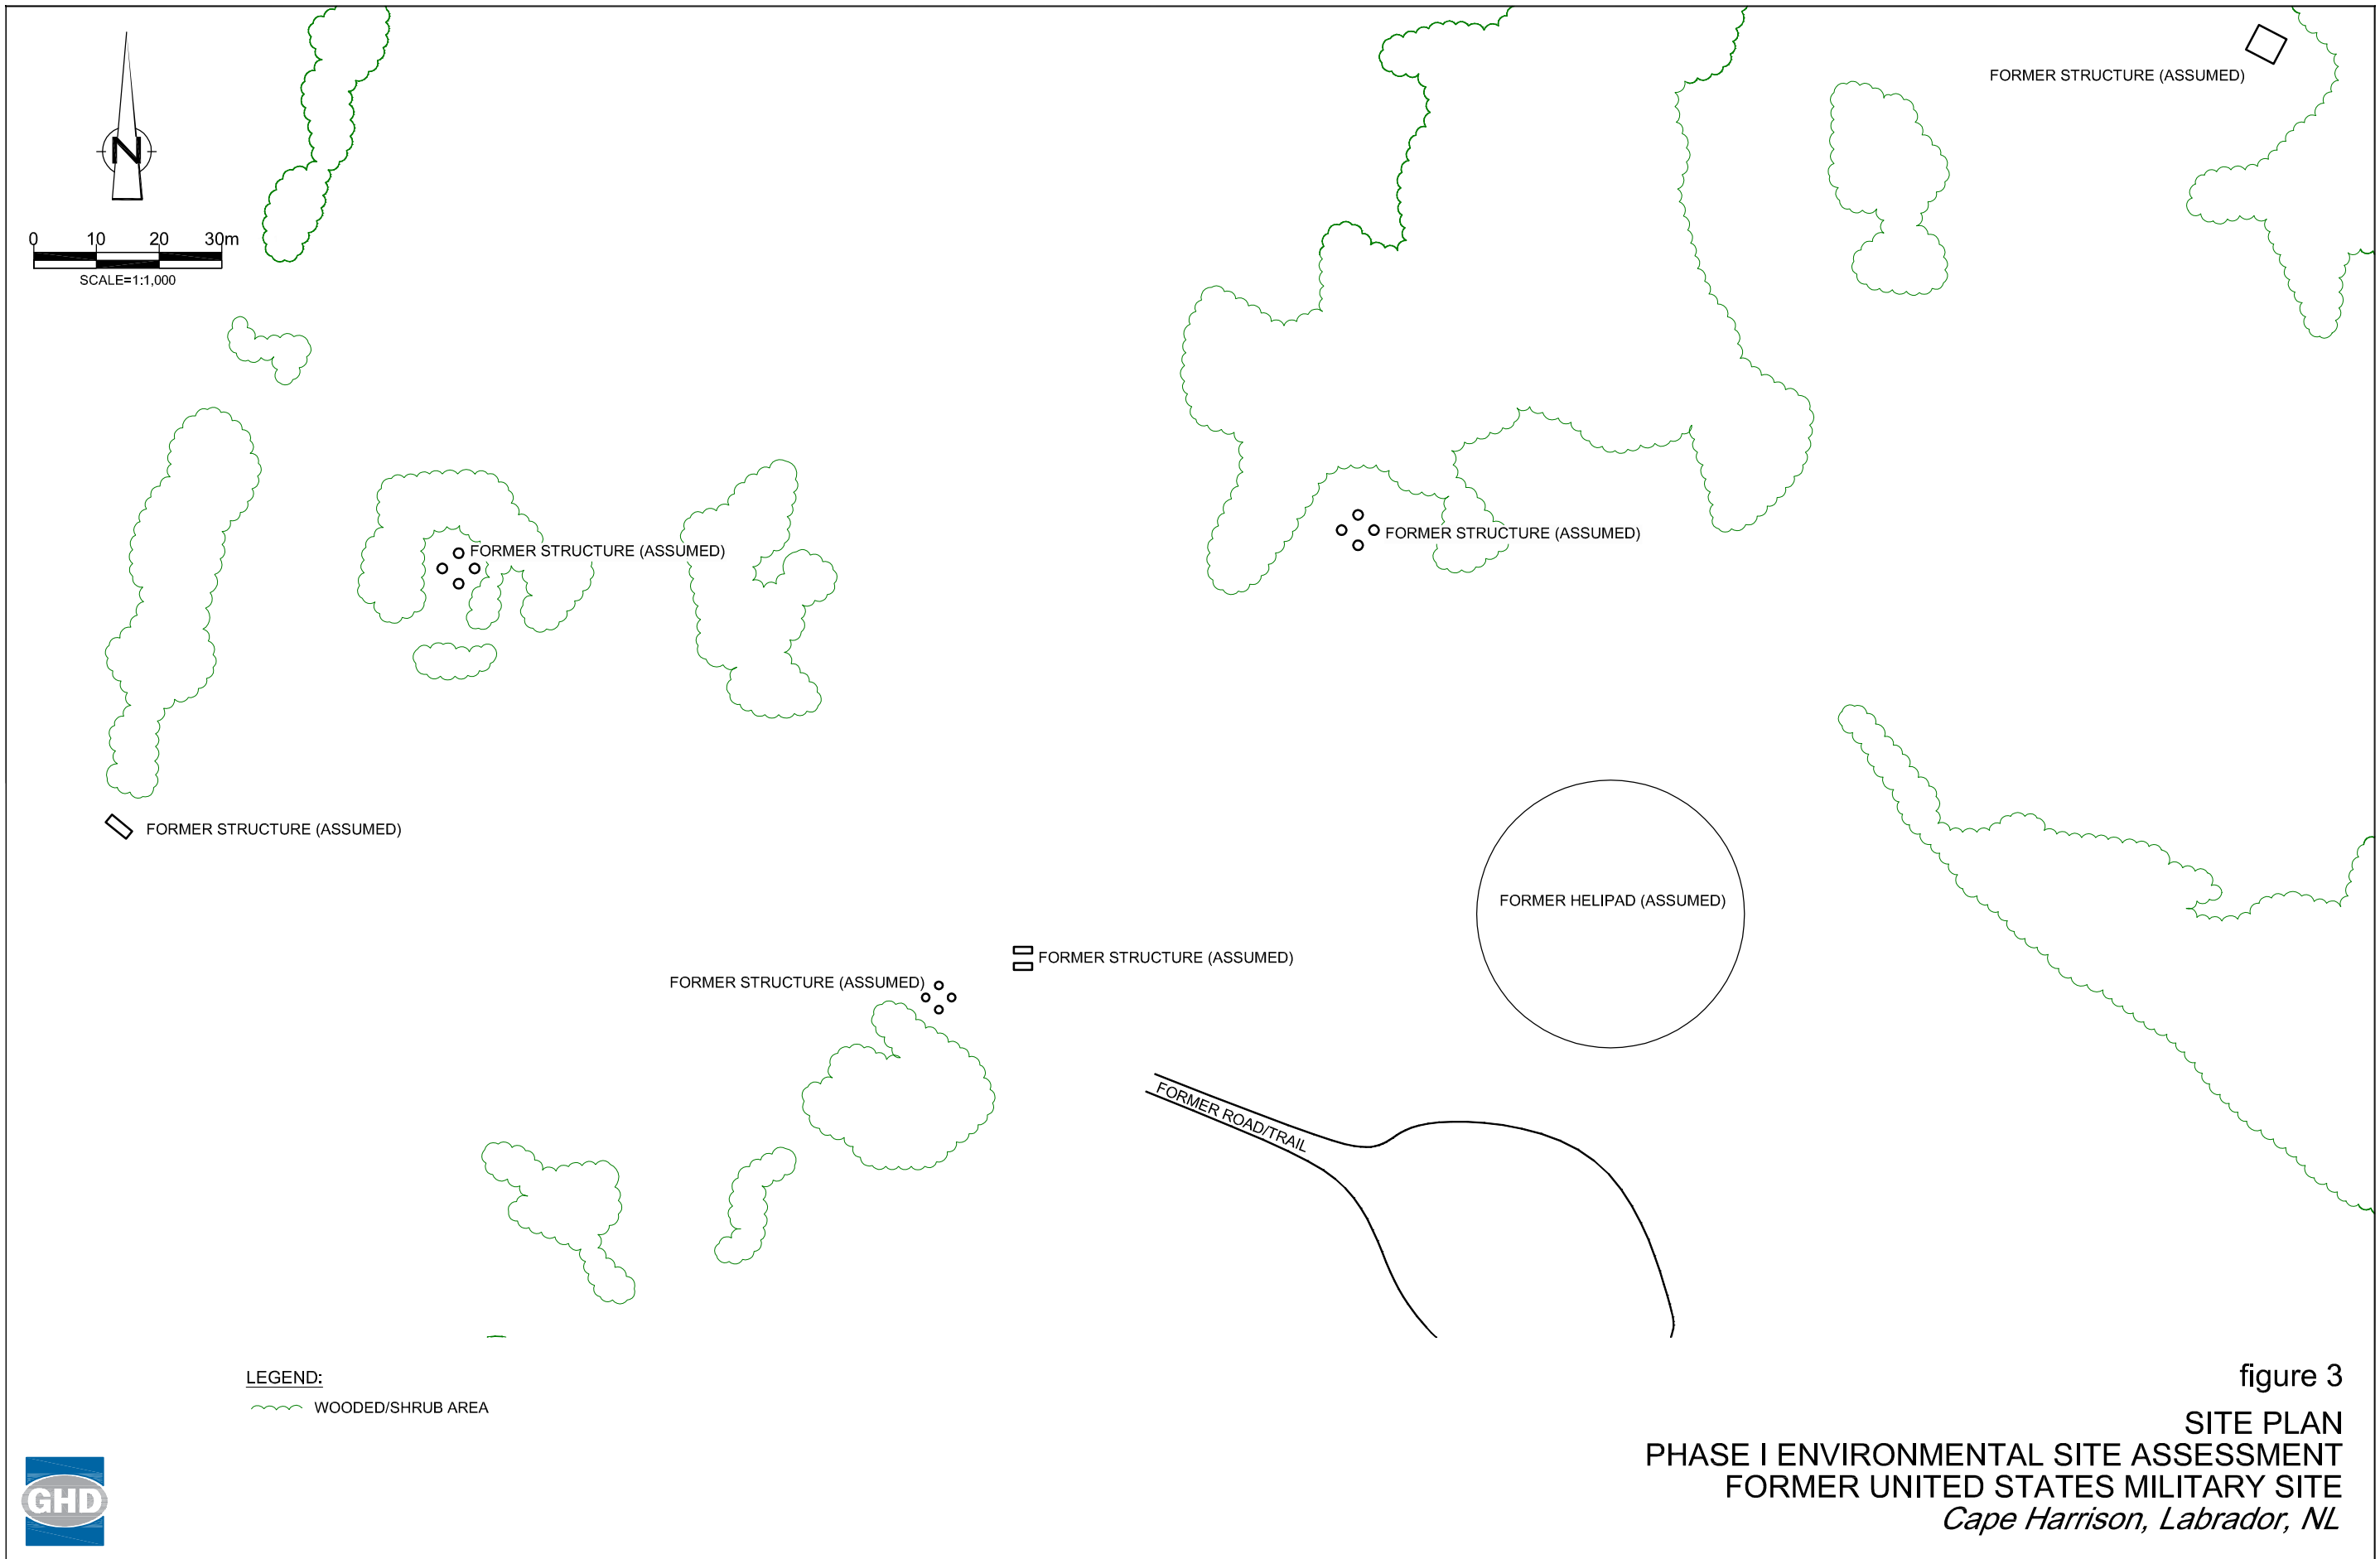 FORMER STRUCTURE (ASSUMED)
N
0 10 20 30m
SCALE=1:1,000
FORMER STRUCTURE (ASSUMED)
FORMER STRUCTURE (ASSUMED)
FORMER STRUCTURE (ASSUMED)
FORMER HELIPAD (ASSUMED)
FORMER STRUCTURE (ASSUMED)
FORMER STRUCTURE (ASSUMED)
FORMER ROAD/TRAIL
LEGEND:
WOODED/SHRUB AREA
figure 3
SITE PLAN
PHASE I ENVIRONMENTAL SITE ASSESSMENT
FORMER UNITED STATES MILITARY SITE
Cape Harrison, Labrador, NL
GHD